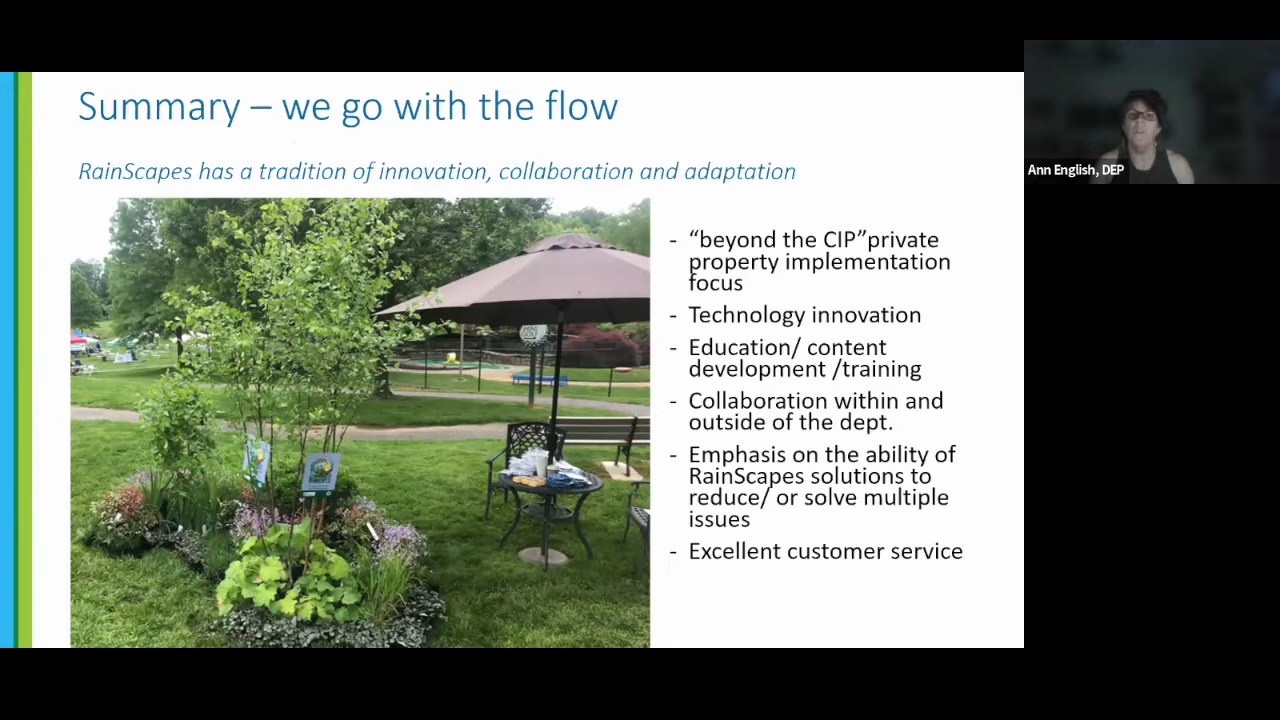 Summary – we go with the flow
RainScapes has a tradition of innovation, collaboration and adaptation
- “beyond the CIP”private
property implementation
focus
- Technology innovation
- Education/ content
development /training
- Collaboration within and
outside of the dept.
- Emphasis on the ability of
RainScapes solutions to
reduce/ or solve multiple
issues
- Excellent customer service
Ann English, DEP